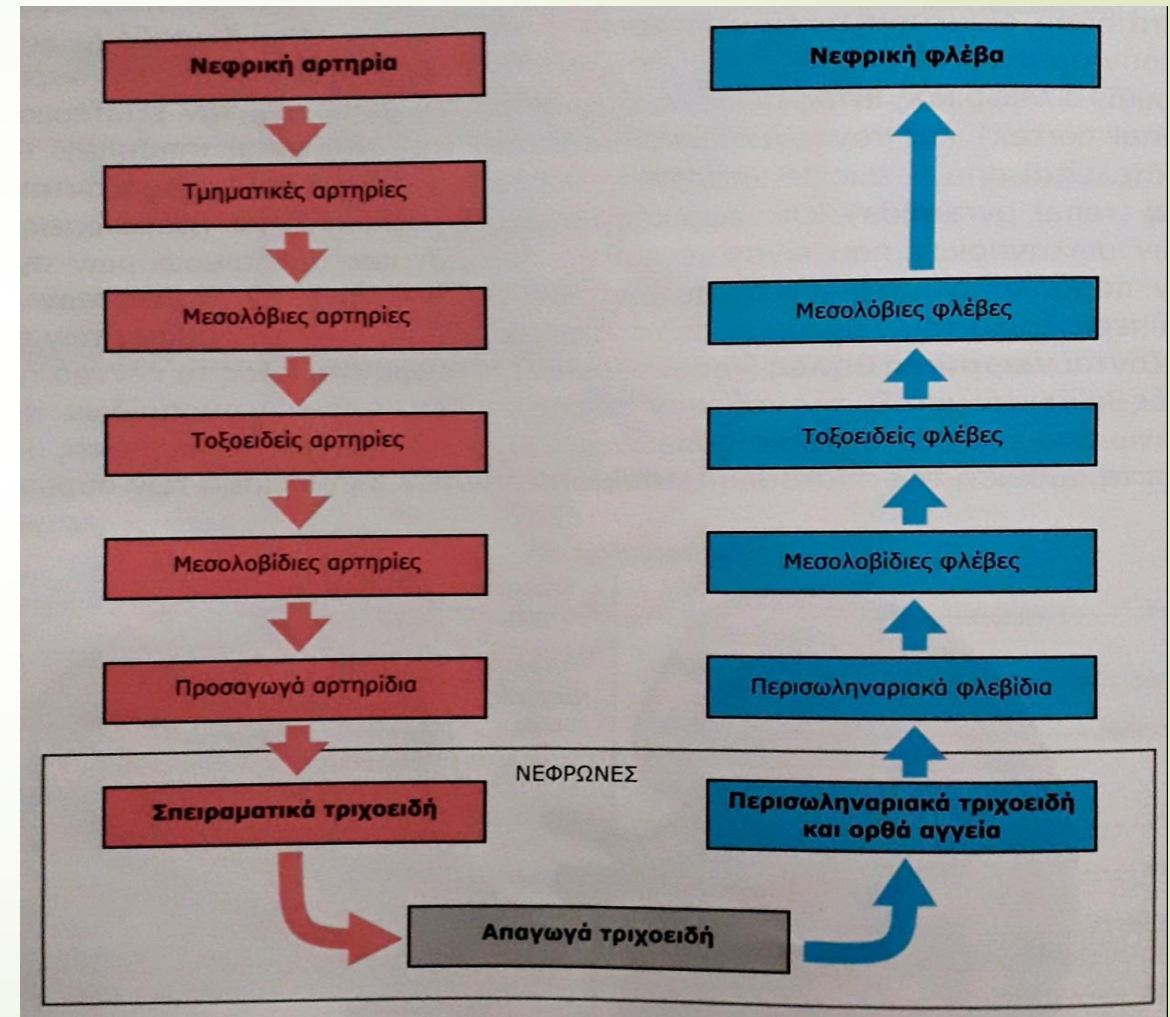 Νεφρική αρτηρία
Τμηματικές αρτηρίες
Μεσολόβιες αρτηρίες
Τοξοειδείς αρτηρίες
Μεσολοβίδιες αρτηρίες
Προσαγωγά αρτηρίδια
ΝΕΦΡΩΝΕΣ
Σπειραματικά τριχοειδή
Απαγωγά τριχοειδή
Περισωληναριακά τριχοειδή
και ορθά αγγεία
Περισωληναριακά φλεβίδια
Μεσολοβίδιες φλέβες
Τοξοειδείς φλέβες
Μεσολόβιες φλέβες
Νεφρική φλέβα